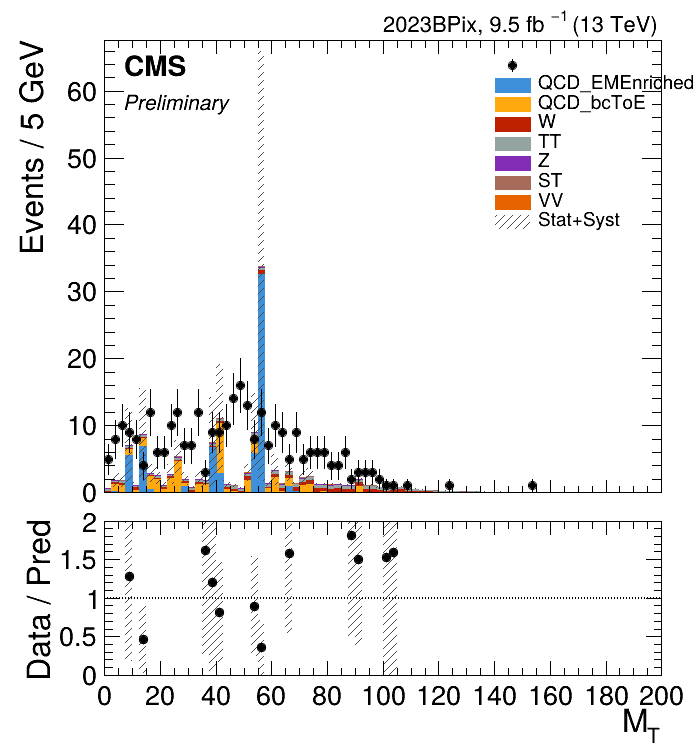 2023BPix, 9.5 fb⁻¹ (13 TeV)
CMS
Preliminary
QCD_EMEnriched
QCD_bcToE
W
TT
Z
ST
VV
Stat+Syst
Events / 5 GeV
60
50
40
30
20
10
0
Data / Pred
2
1.5
1
0.5
0
0 20 40 60 80 100 120 140 160 180 200
M_T